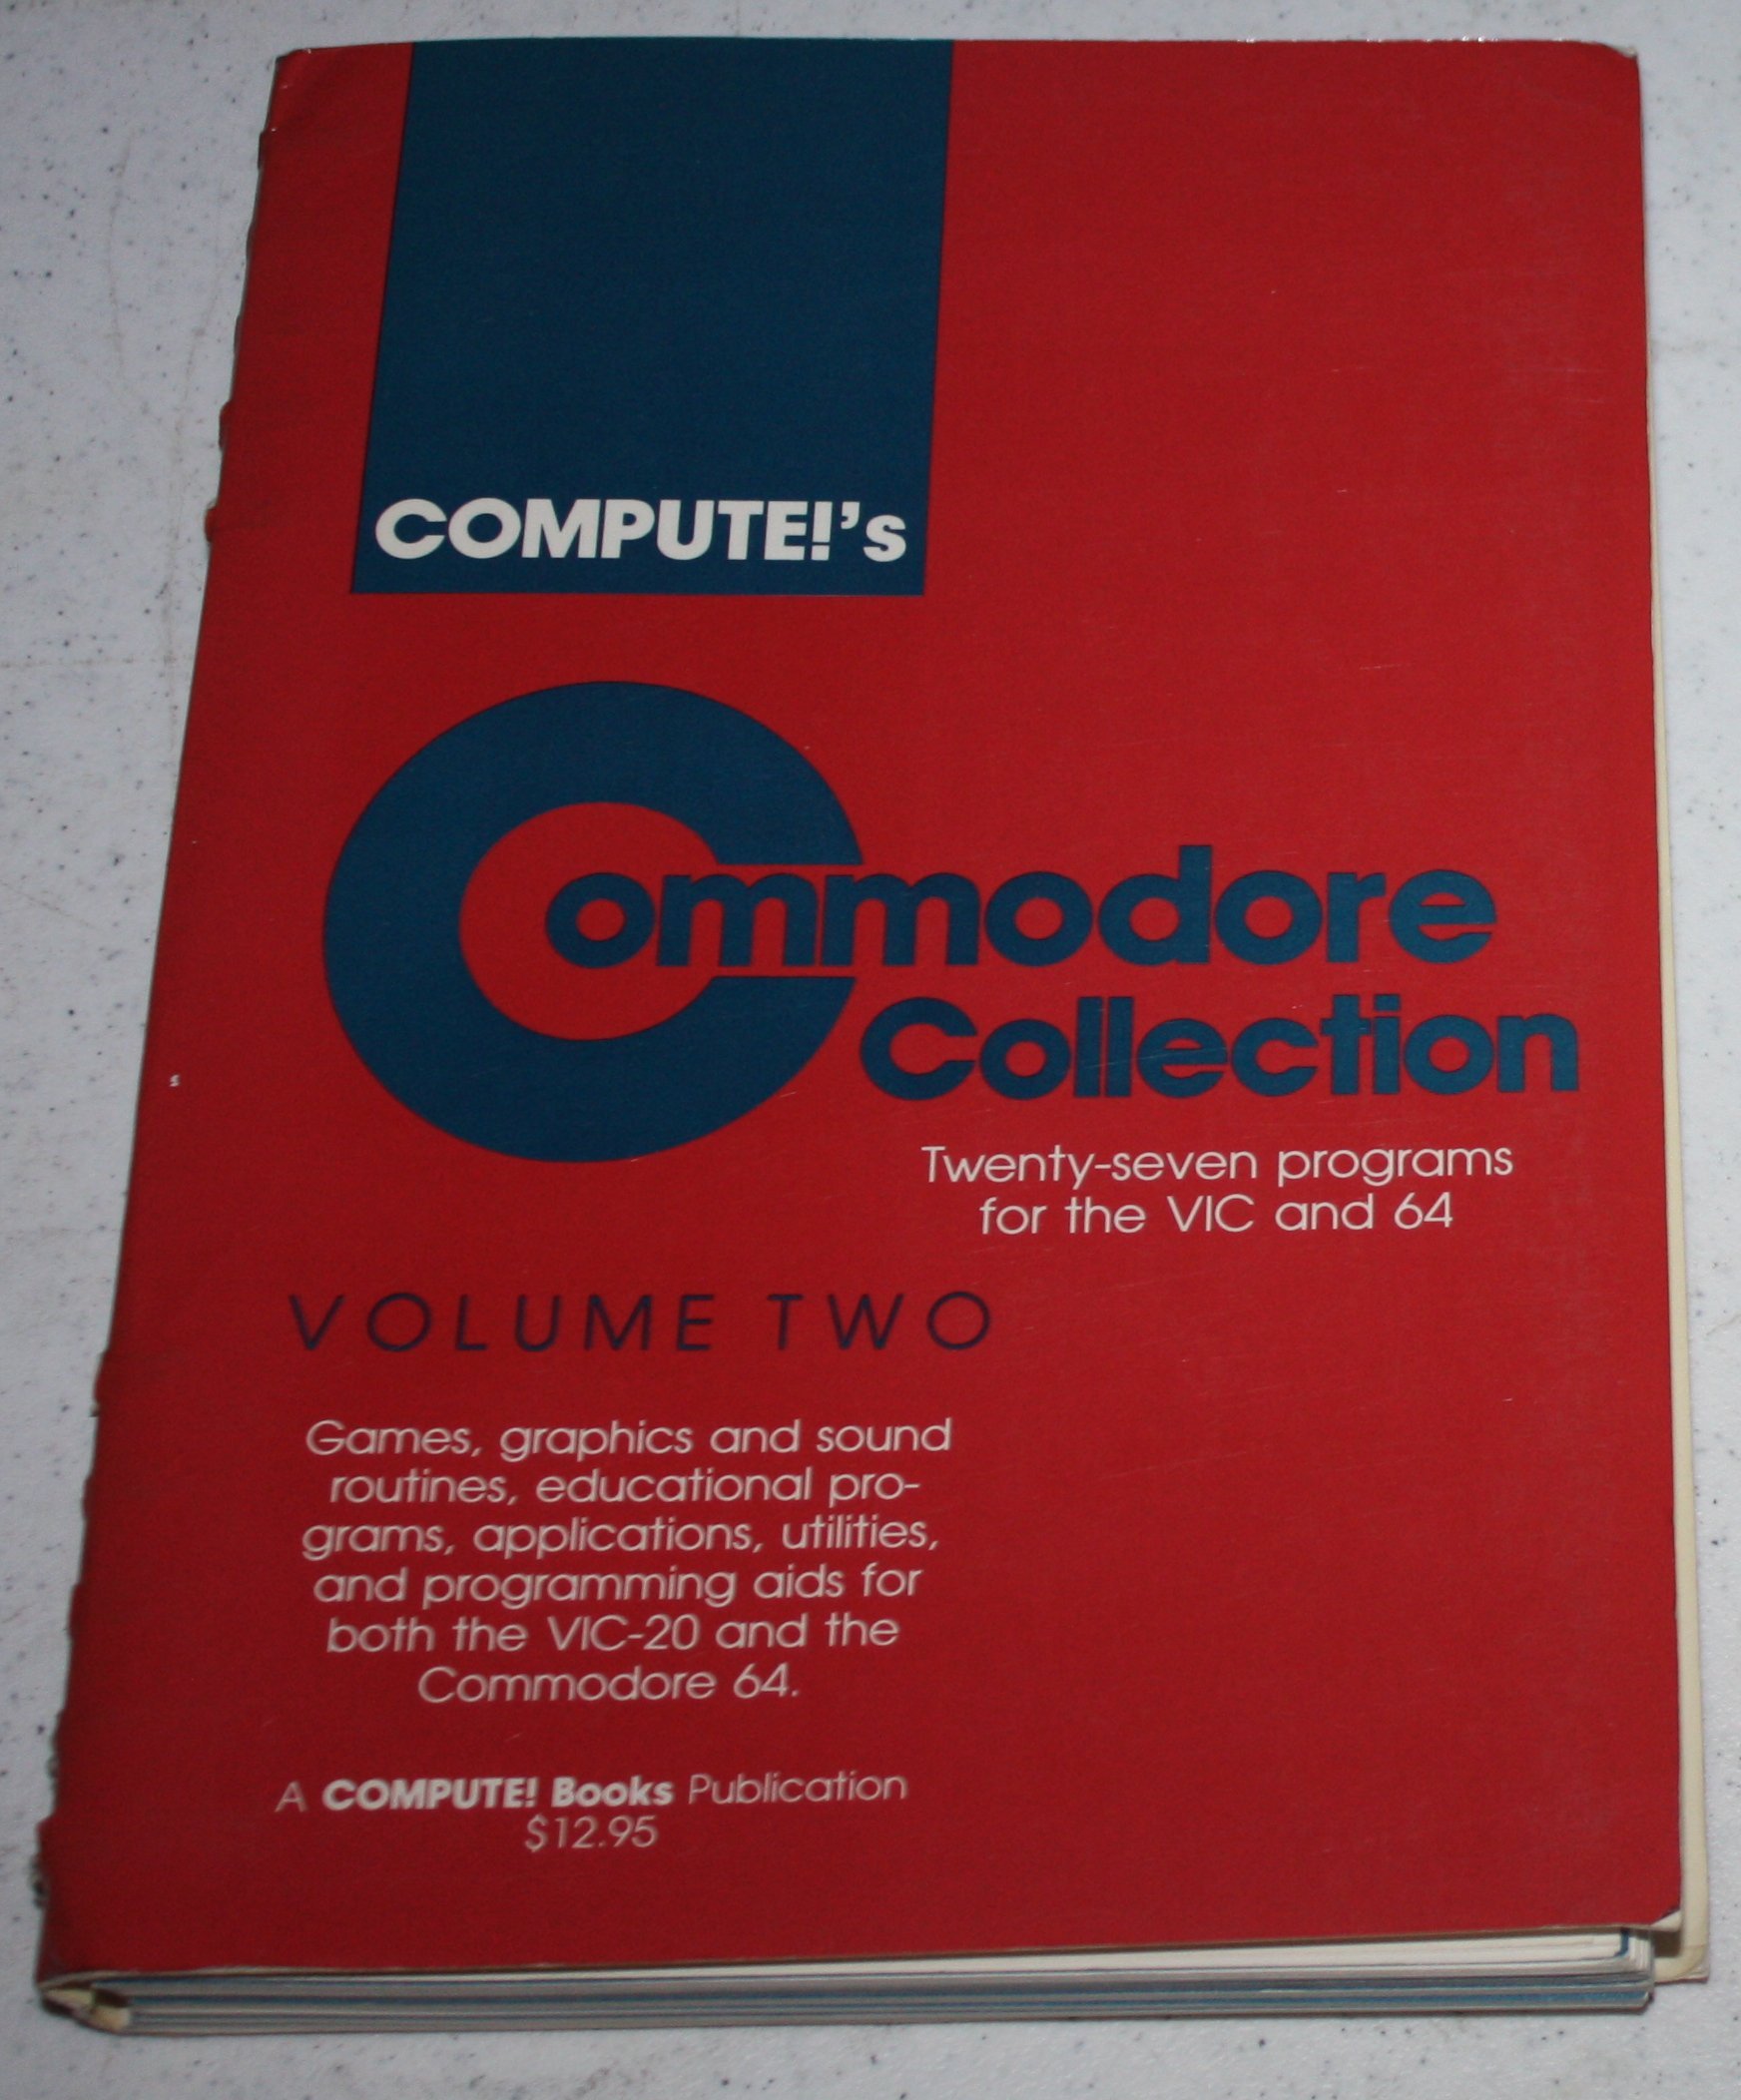 COMPUTE!'s
Commodore
Collection
Twenty-seven programs
for the VIC and 64
VOLUME TWO
Games, graphics and sound
routines, educational pro-
grams, applications, utilities,
and programming aids for
both the VIC-20 and the
Commodore 64.
A COMPUTE! Books Publication
$12.95